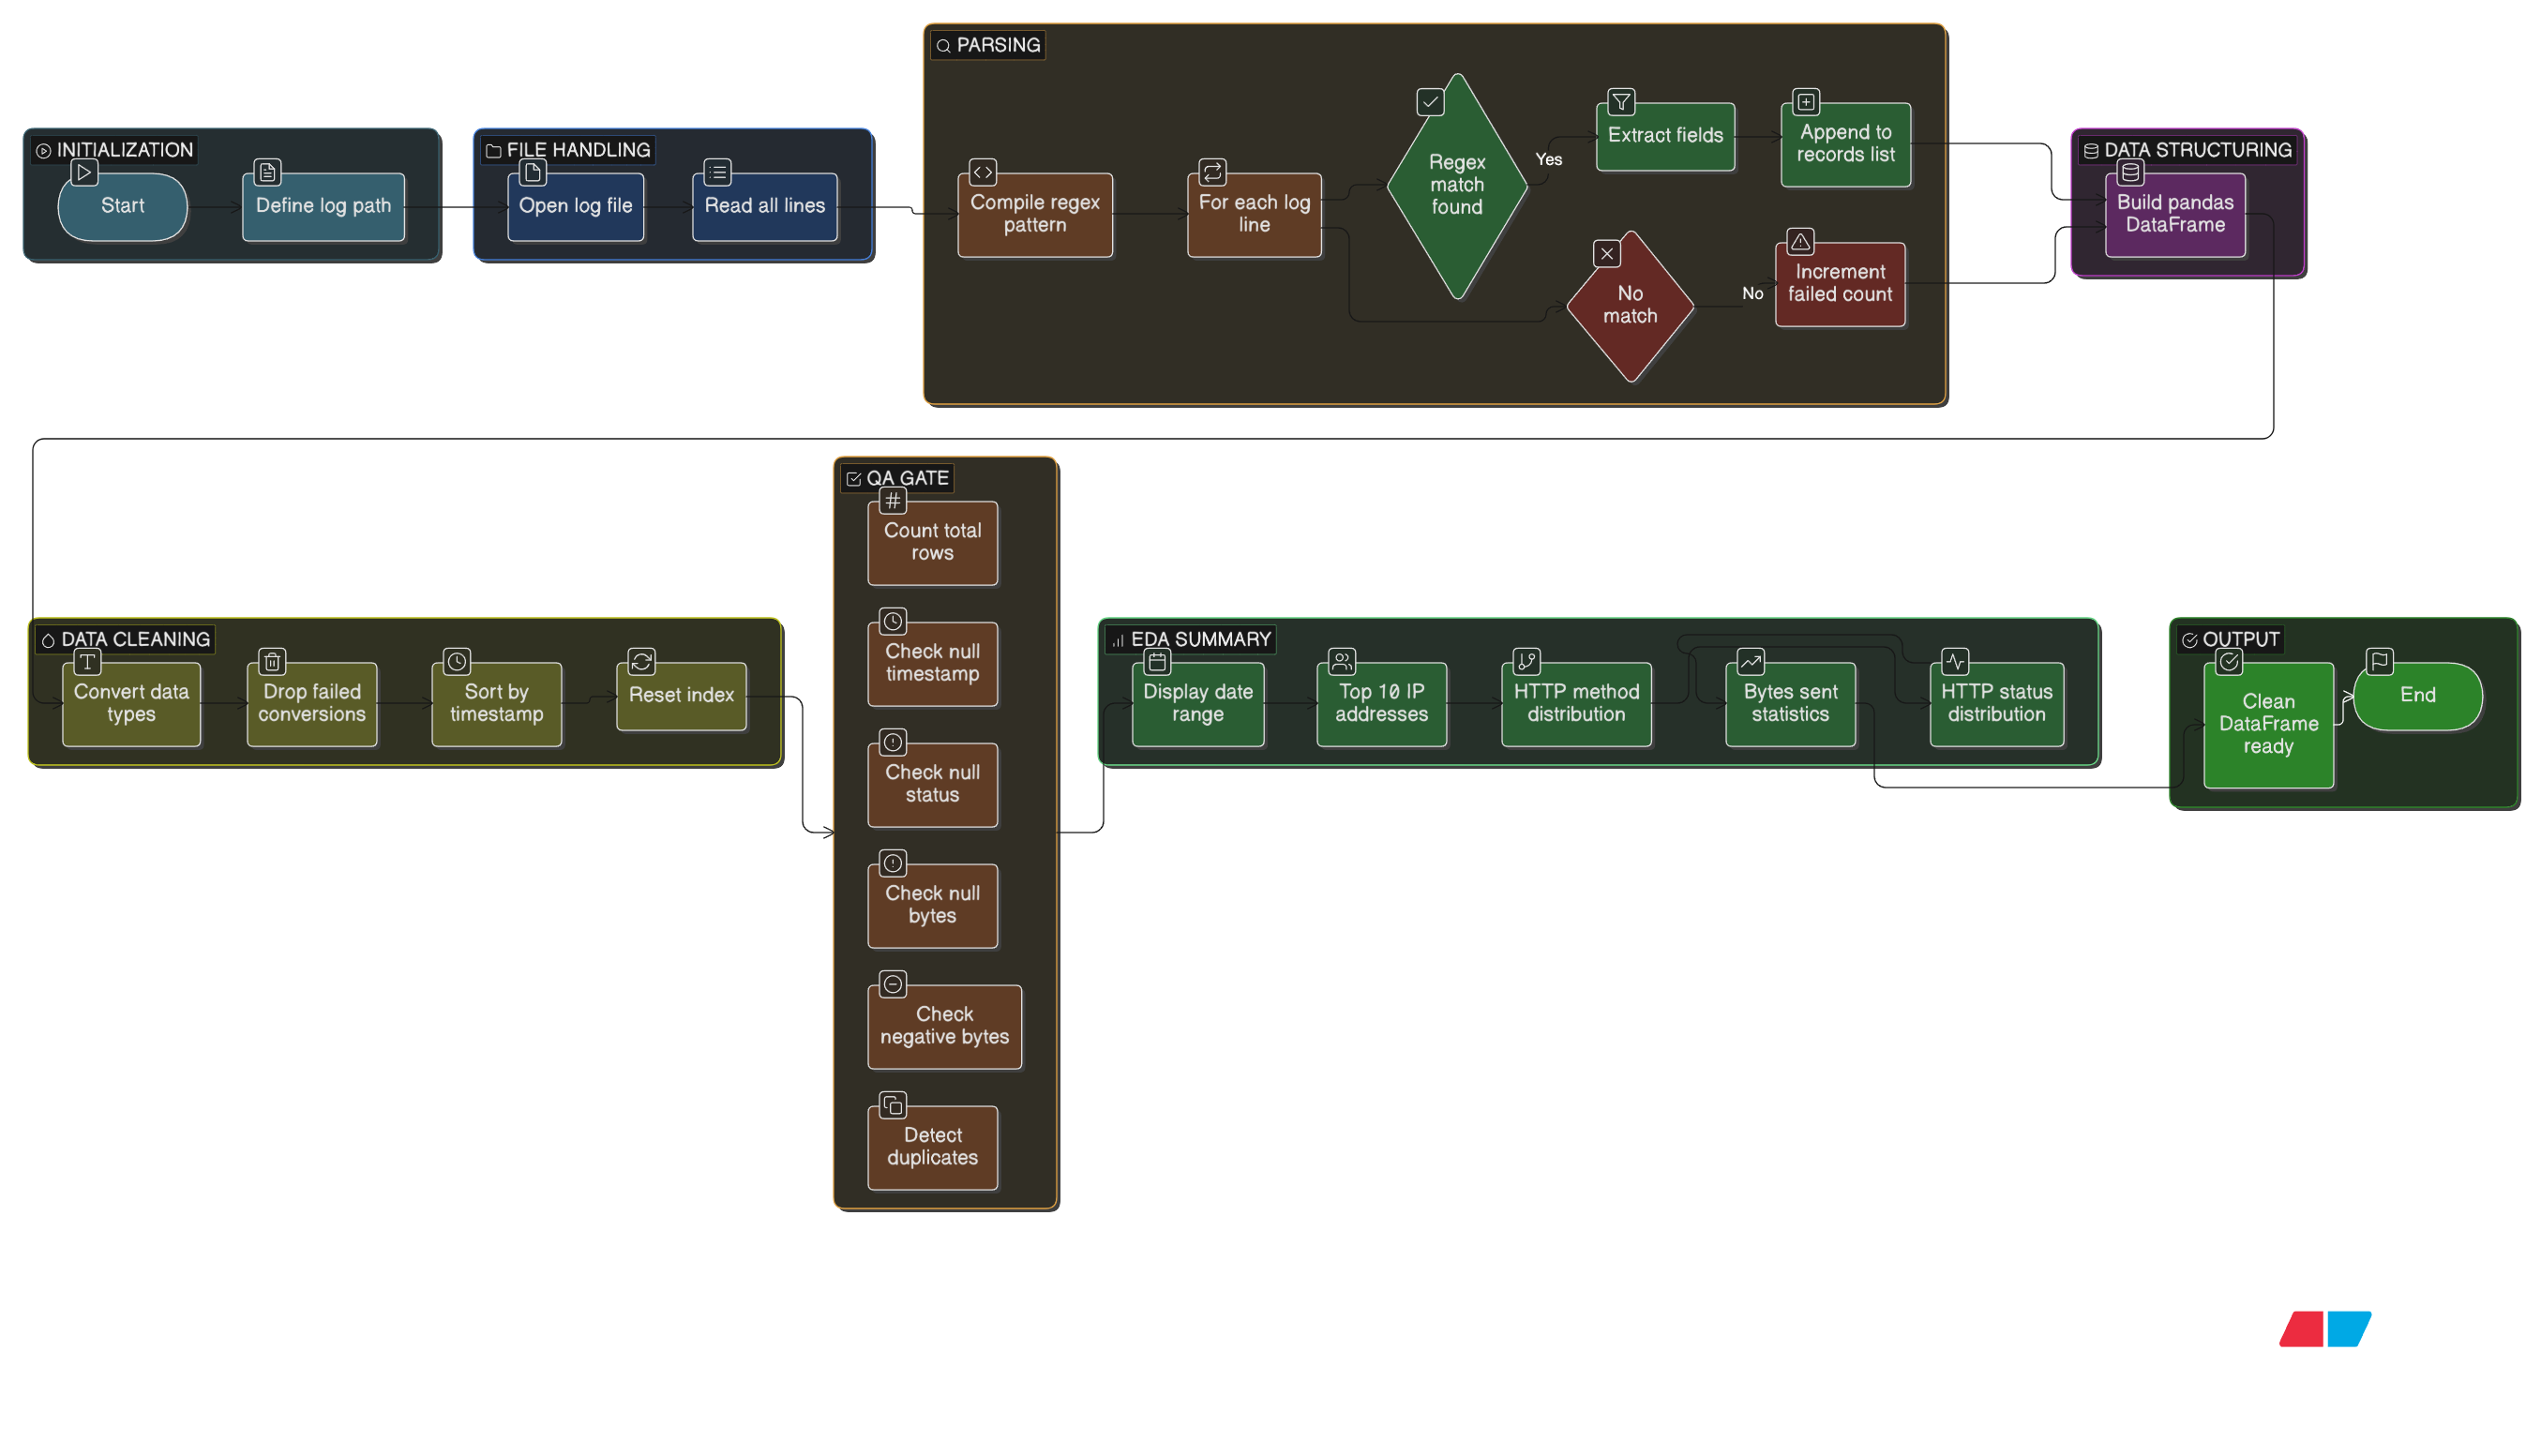 INITIALIZATION
Start
Define log path
FILE HANDLING
Open log file
Read all lines
PARSING
Compile regex
pattern
For each log
line
Regex
match
found
Yes
Extract fields
Append to
records list
No
match
No
Increment
failed count
DATA STRUCTURING
Build pandas
DataFrame
DATA CLEANING
Convert data
types
Drop failed
conversions
Sort by
timestamp
Reset index
QA GATE
Count total
rows
Check null
timestamp
Check null
status
Check null
bytes
Check
negative bytes
Detect
duplicates
EDA SUMMARY
Display date
range
Top 10 IP
addresses
HTTP method
distribution
Bytes sent
statistics
HTTP status
distribution
OUTPUT
Clean
DataFrame
ready
End